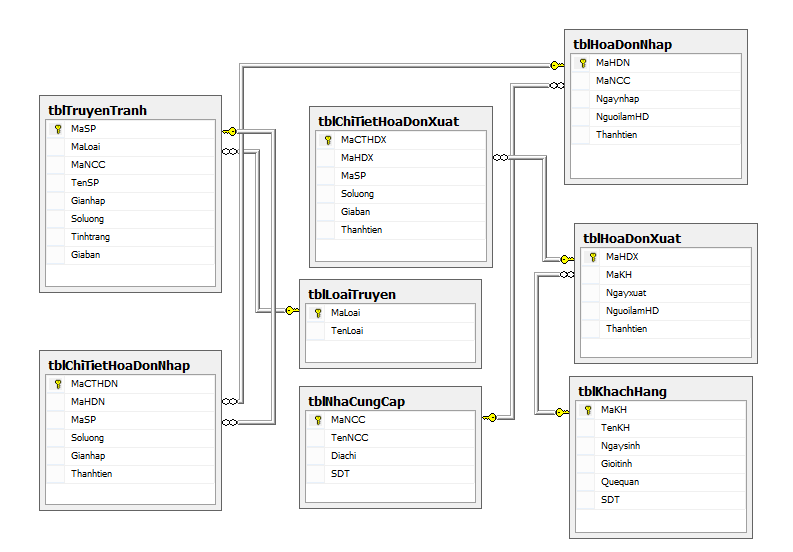 tblTruyenTranh
MaSP
MaLoai
MaNCC
TenSP
Gianhap
Soluong
Tinhtrang
Giaban
tblChiTietHoaDonXuat
MaCTHDX
MaHDX
MaSP
Soluong
Giaban
Thanhtien
tblHoaDonNhap
MaHDN
MaNCC
Ngaynhap
NguoilamHD
Thanhtien
tblLoaiTruyen
MaLoai
TenLoai
tblHoaDonXuat
MaHDX
MaKH
Ngayxuat
NguoilamHD
Thanhtien
tblChiTietHoaDonNhap
MaCTHDN
MaHDN
MaSP
Soluong
Gianhap
Thanhtien
tblNhaCungCap
MaNCC
TenNCC
Diachi
SDT
tblKhachHang
MaKH
TenKH
Ngaysinh
Gioitinh
Quequan
SDT